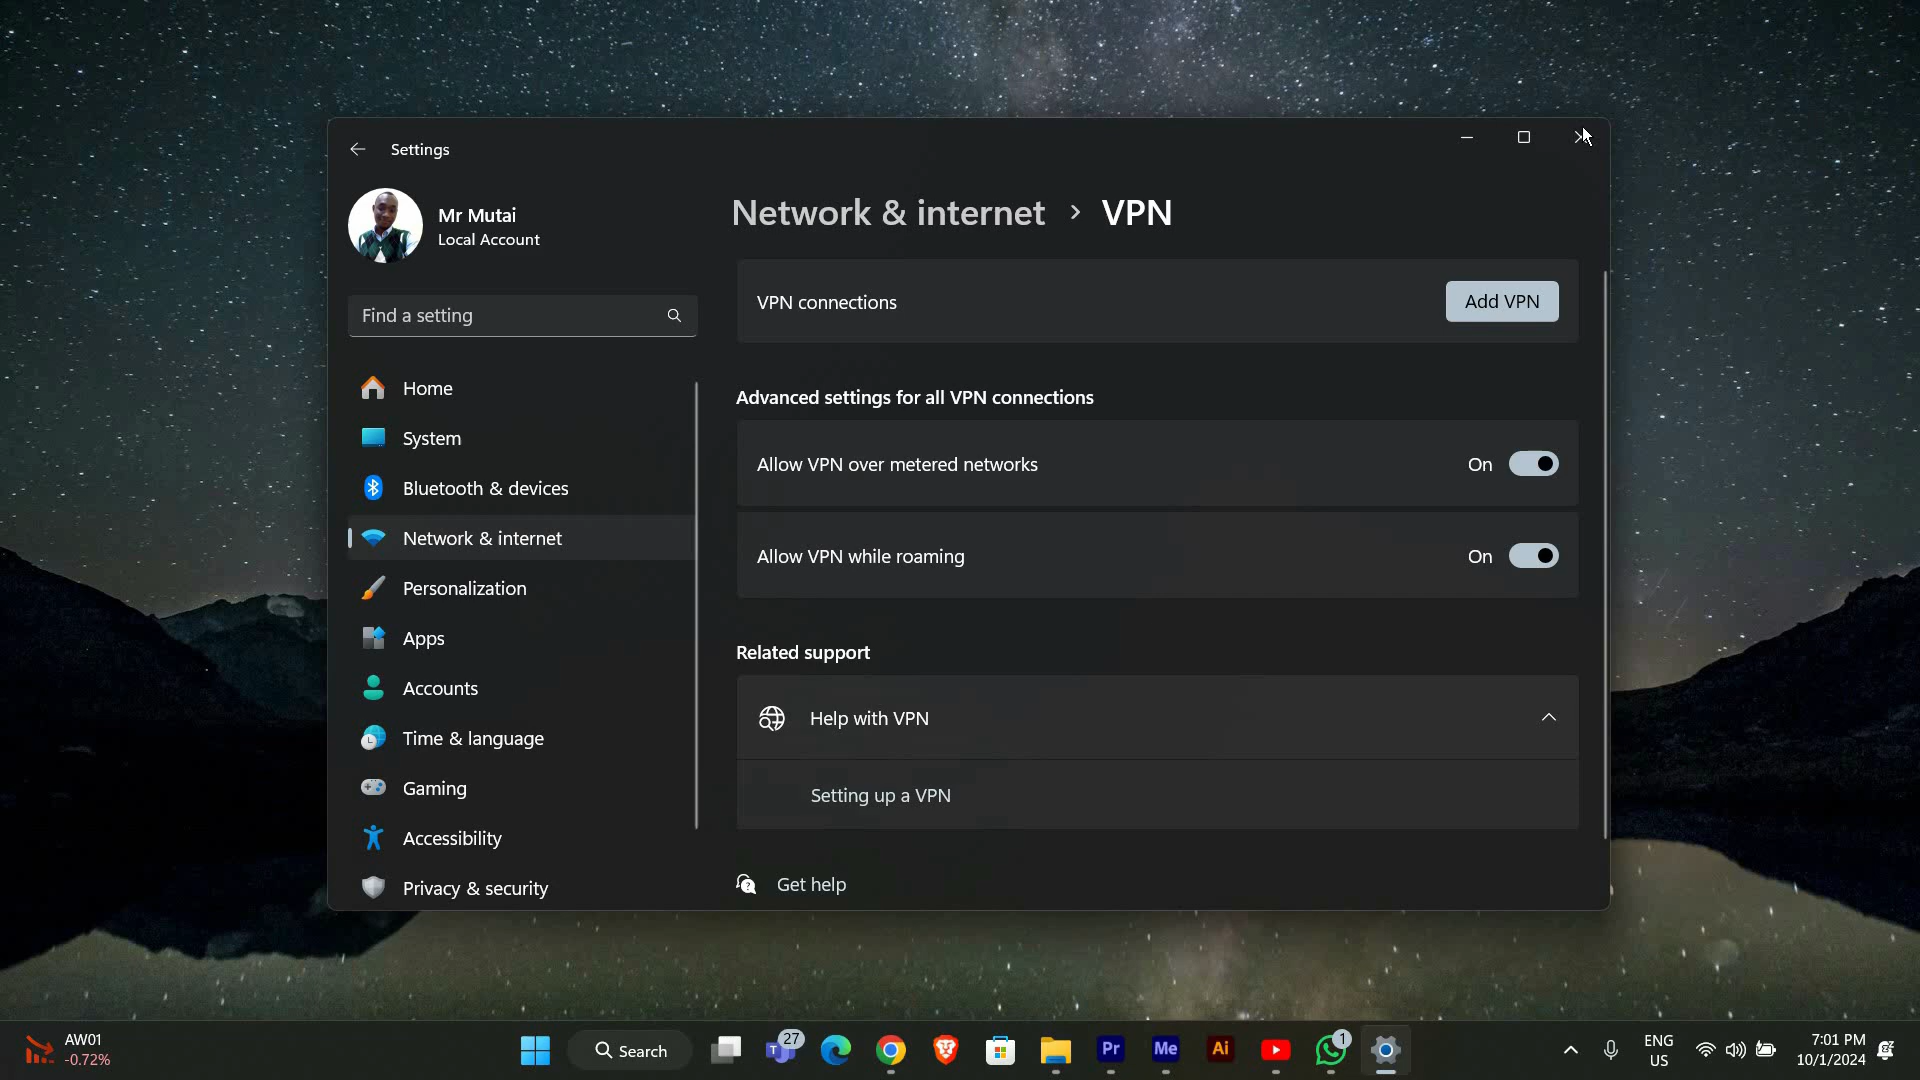 Settings
Mr Mutai
Local Account
Find a setting
Home
System
Bluetooth & devices
Network & internet
Personalization
Apps
Accounts
Time & language
Gaming
Accessibility
Privacy & security
Network & internet > VPN
VPN connections
Add VPN
Advanced settings for all VPN connections
Allow VPN over metered networks
On
Allow VPN while roaming
On
Related support
Help with VPN
Setting up a VPN
Get help
AW01
-0.72%
Search
27
Pr
Me
Ai
1
ENG
US
7:01 PM
10/1/2024